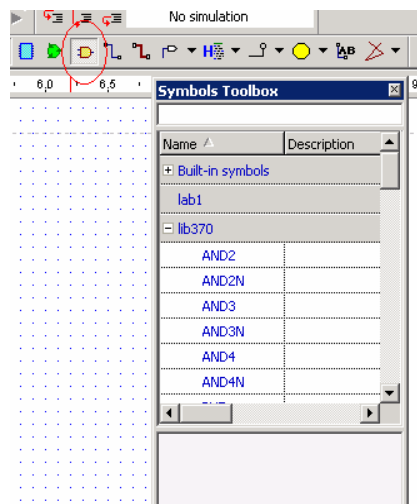 No simulation
AB
6,0 6,5 9
Symbols Toolbox
Name Description
Built-in symbols
lab1
lib370
AND2
AND2N
AND3
AND3N
AND4
AND4N